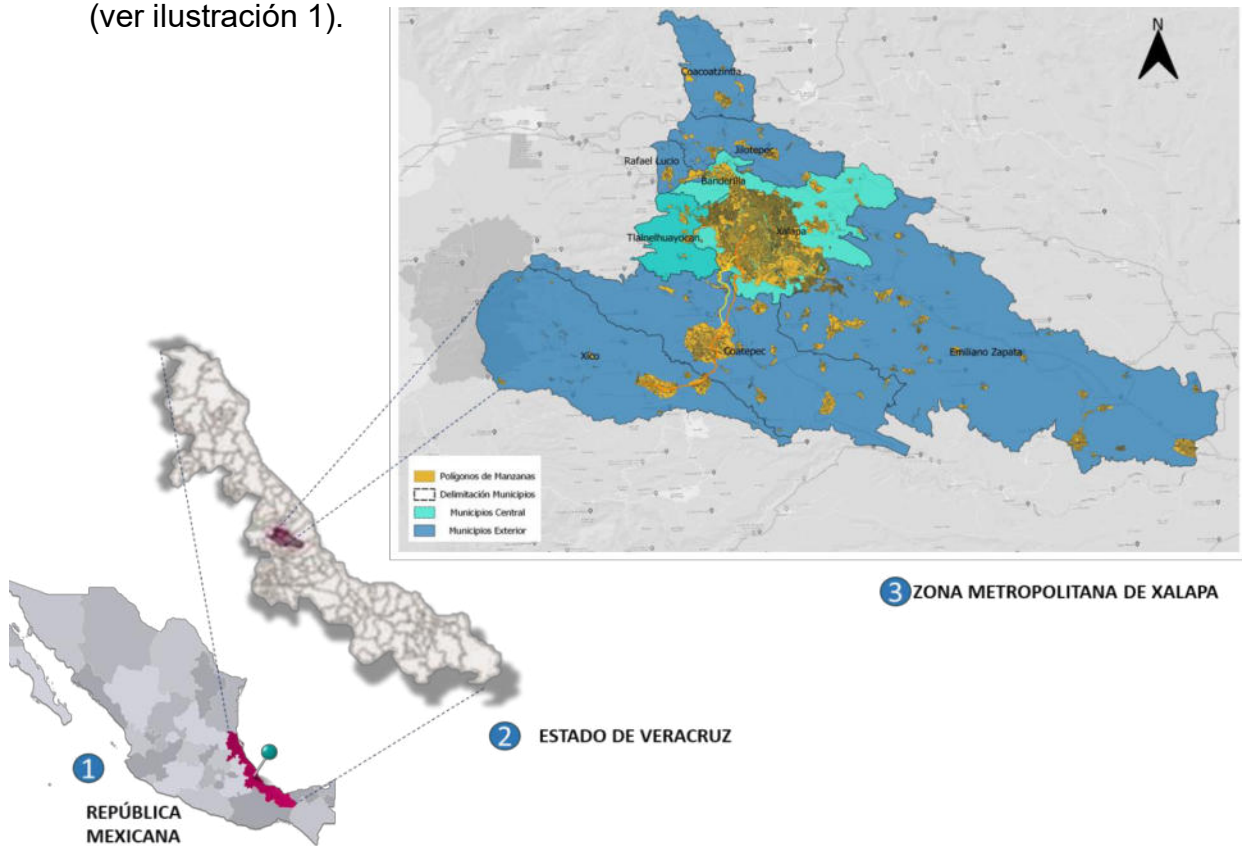 (ver ilustración 1).
N
Coacoatzintla
Jilotepec
Rafael Lucio
Banderilla
Xalapa
Tlalnelhuayocan
Xico
Coatepec
Emiliano Zapata
Polígonos de Manzanas
Delimitación Municipios
Municipios Central
Municipios Exterior
3 ZONA METROPOLITANA DE XALAPA
2 ESTADO DE VERACRUZ
1
REPÚBLICA
MEXICANA